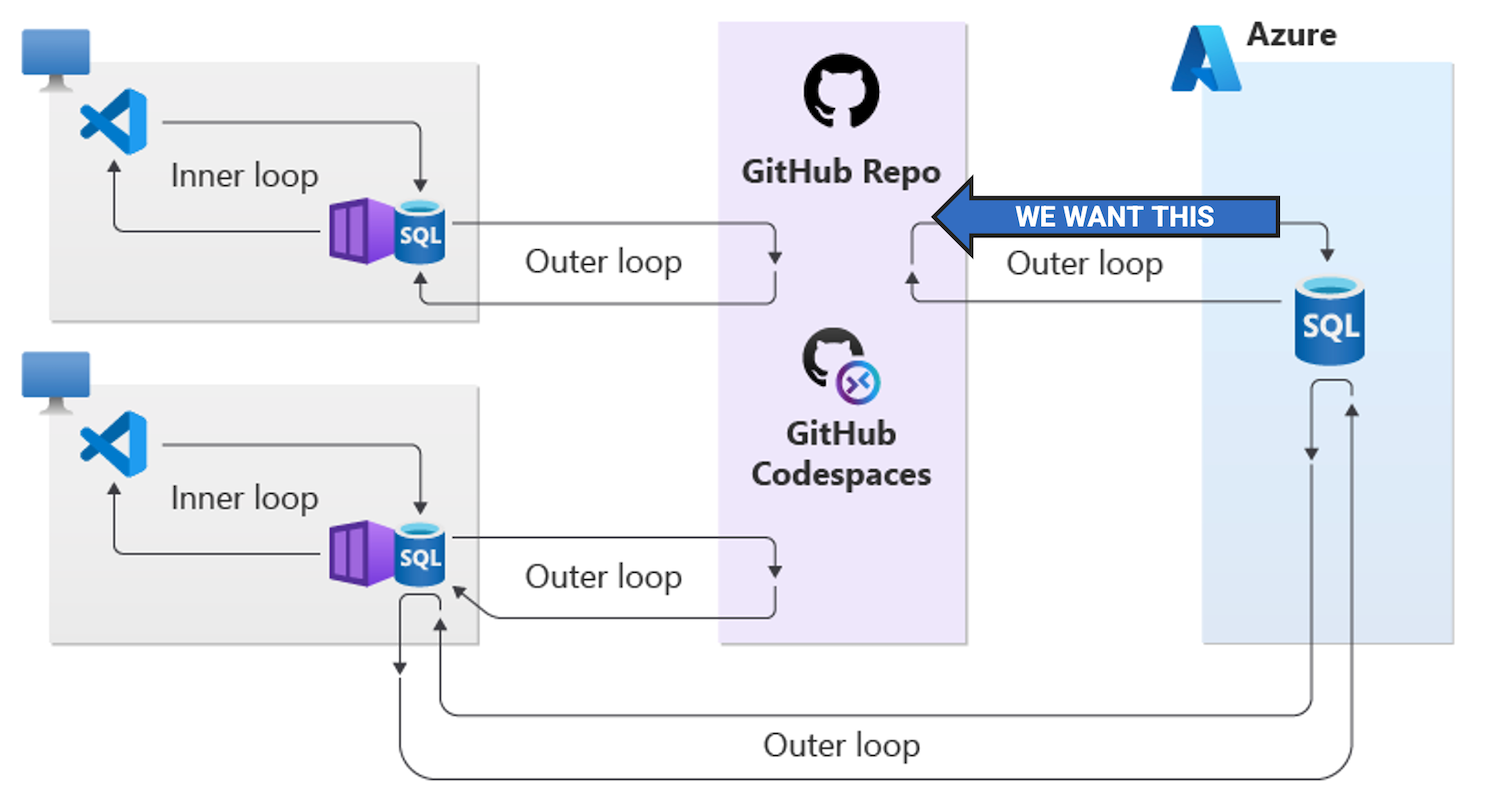 Azure
GitHub Repo
Inner loop
SQL
Outer loop
WE WANT THIS
Outer loop
SQL
GitHub
Codespaces
Inner loop
SQL
Outer loop
Outer loop